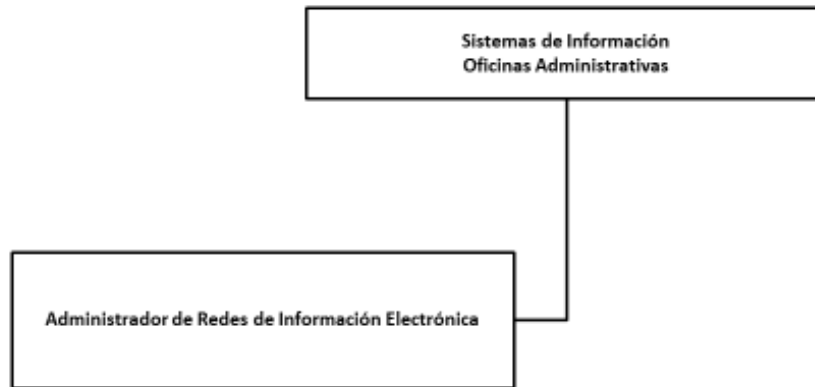 Sistemas de Información
Oficinas Administrativas
Administrador de Redes de Información Electrónica